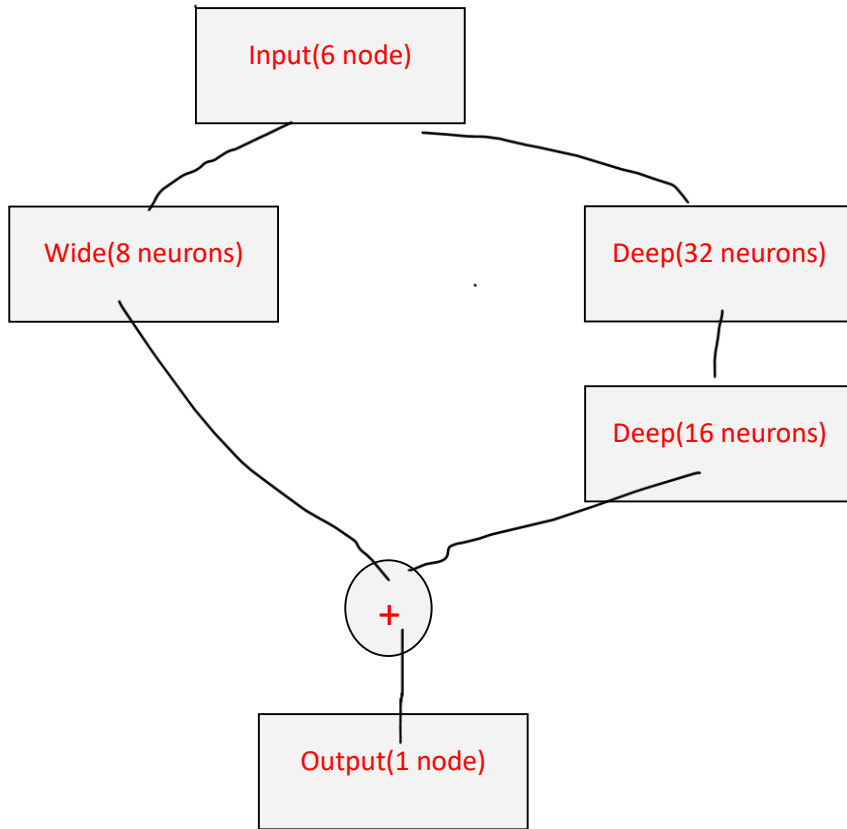 Input(6 node)
Wide(8 neurons)
Deep(32 neurons)
Deep(16 neurons)
+
Output(1 node)